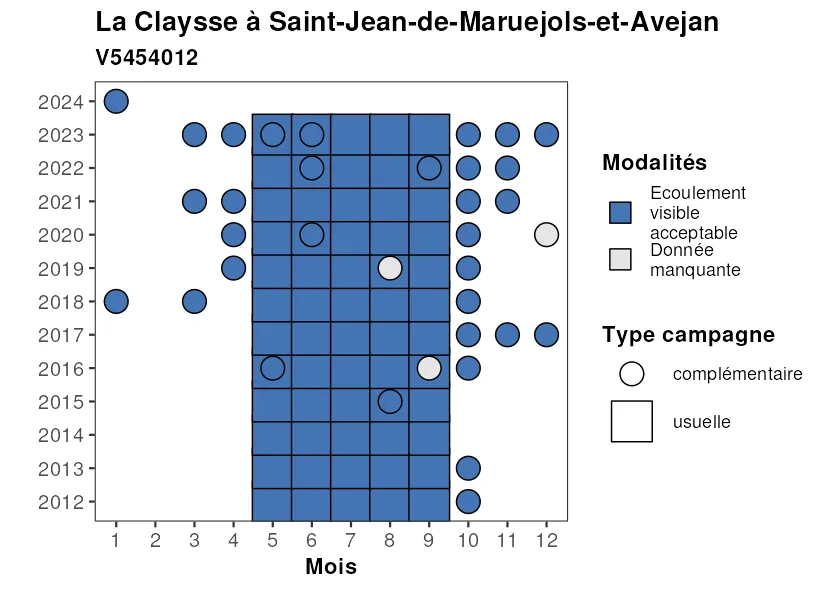 La Claysse à Saint-Jean-de-Maruejols-et-Avejan
V5454012
2024
2023
2022
2021
2020
2019
2018
2017
2016
2015
2014
2013
2012
1 2 3 4 5 6 7 8 9 10 11 12
Mois
Modalités
Ecoulement
visible
acceptable
Donnée
manquante
Type campagne
complémentaire
usuelle